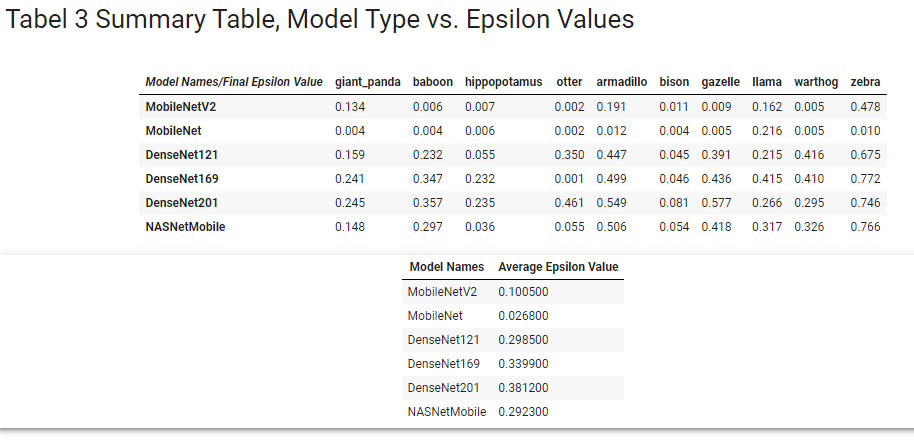 Tabel 3 Summary Table, Model Type vs. Epsilon Values
Model Names/Final Epsilon Value giant_panda baboon hippopotamus otter armadillo bison gazelle llama warthog zebra
MobileNetV2 0.134 0.006 0.007 0.002 0.191 0.011 0.009 0.162 0.005 0.478
MobileNet 0.004 0.004 0.006 0.002 0.012 0.004 0.005 0.216 0.005 0.010
DenseNet121 0.159 0.232 0.055 0.350 0.447 0.045 0.391 0.215 0.416 0.675
DenseNet169 0.241 0.347 0.232 0.001 0.499 0.046 0.436 0.415 0.410 0.772
DenseNet201 0.245 0.357 0.235 0.461 0.549 0.081 0.577 0.266 0.295 0.746
NASNetMobile 0.148 0.297 0.036 0.055 0.506 0.054 0.418 0.317 0.326 0.766
Model Names Average Epsilon Value
MobileNetV2 0.100500
MobileNet 0.026800
DenseNet121 0.298500
DenseNet169 0.339900
DenseNet201 0.381200
NASNetMobile 0.292300